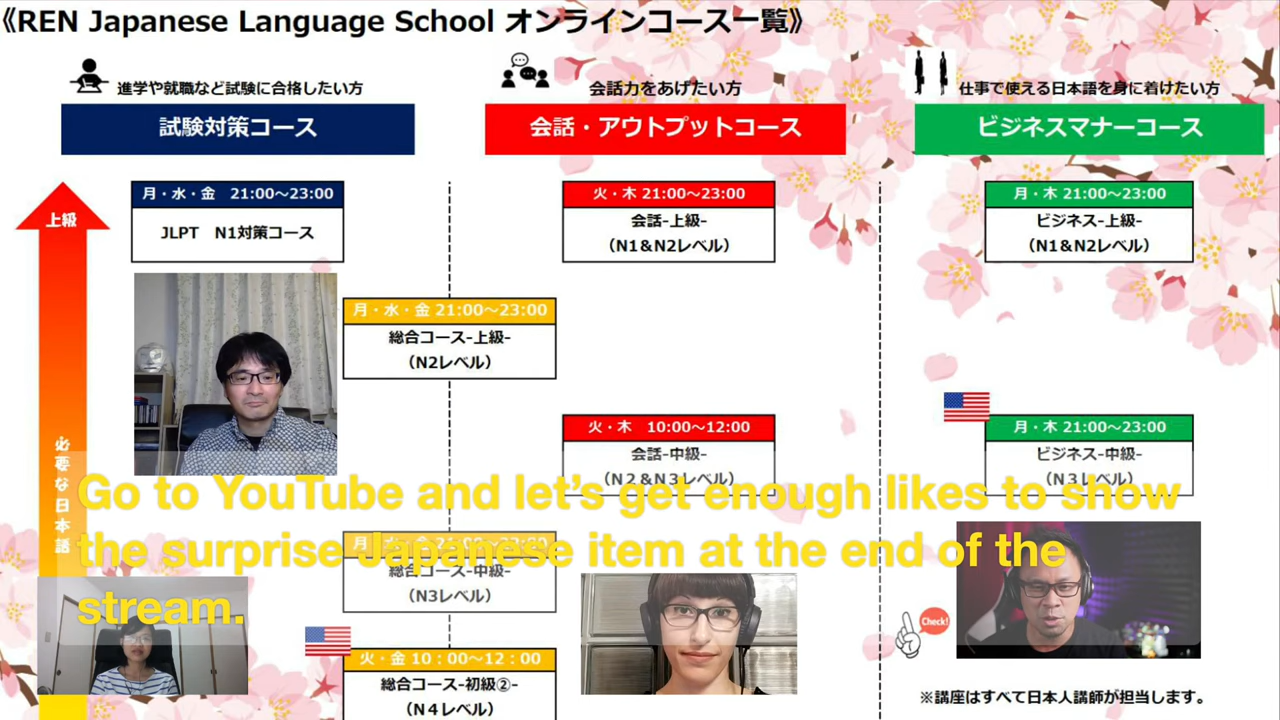 《REN Japanese Language School オンラインコース一覧》
進学や就職など試験に合格したい方
試験対策コース
会話力をあげたい方
会話・アウトプットコース
仕事で使える日本語を身に着けたい方
ビジネスマナーコース
上級
必要な日本語
月・水・金 21:00~23:00
JLPT N1対策コース
火・木 21:00~23:00
会話-上級-
(N1&N2レベル)
月・木 21:00~23:00
ビジネス-上級-
(N1&N2レベル)
月・水・金 21:00~23:00
総合コース-上級-
(N2レベル)
火・木 10:00~12:00
会話-中級-
(N2&N3レベル)
月・木 21:00~23:00
ビジネス-中級-
(N3レベル)
Go to YouTube and let's get enough likes to show
the surprise Japanese item at the end of the
stream.
総合コース-中級-
(N3レベル)
火・金 10:00~12:00
総合コース-初級②-
(N4レベル)
Check!
※講座はすべて日本人講師が担当します。